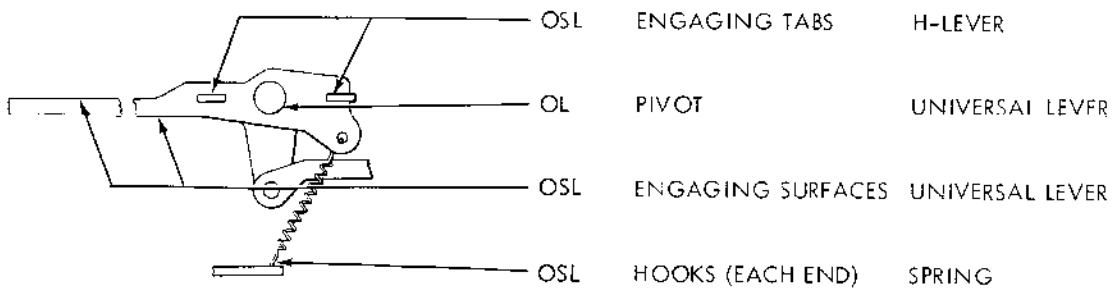 OSL ENGAGING TABS H-LEVER
OL PIVOT UNIVERSAL LEVER
OSL ENGAGING SURFACES UNIVERSAL LEVER
OSL HOOKS (EACH END) SPRING